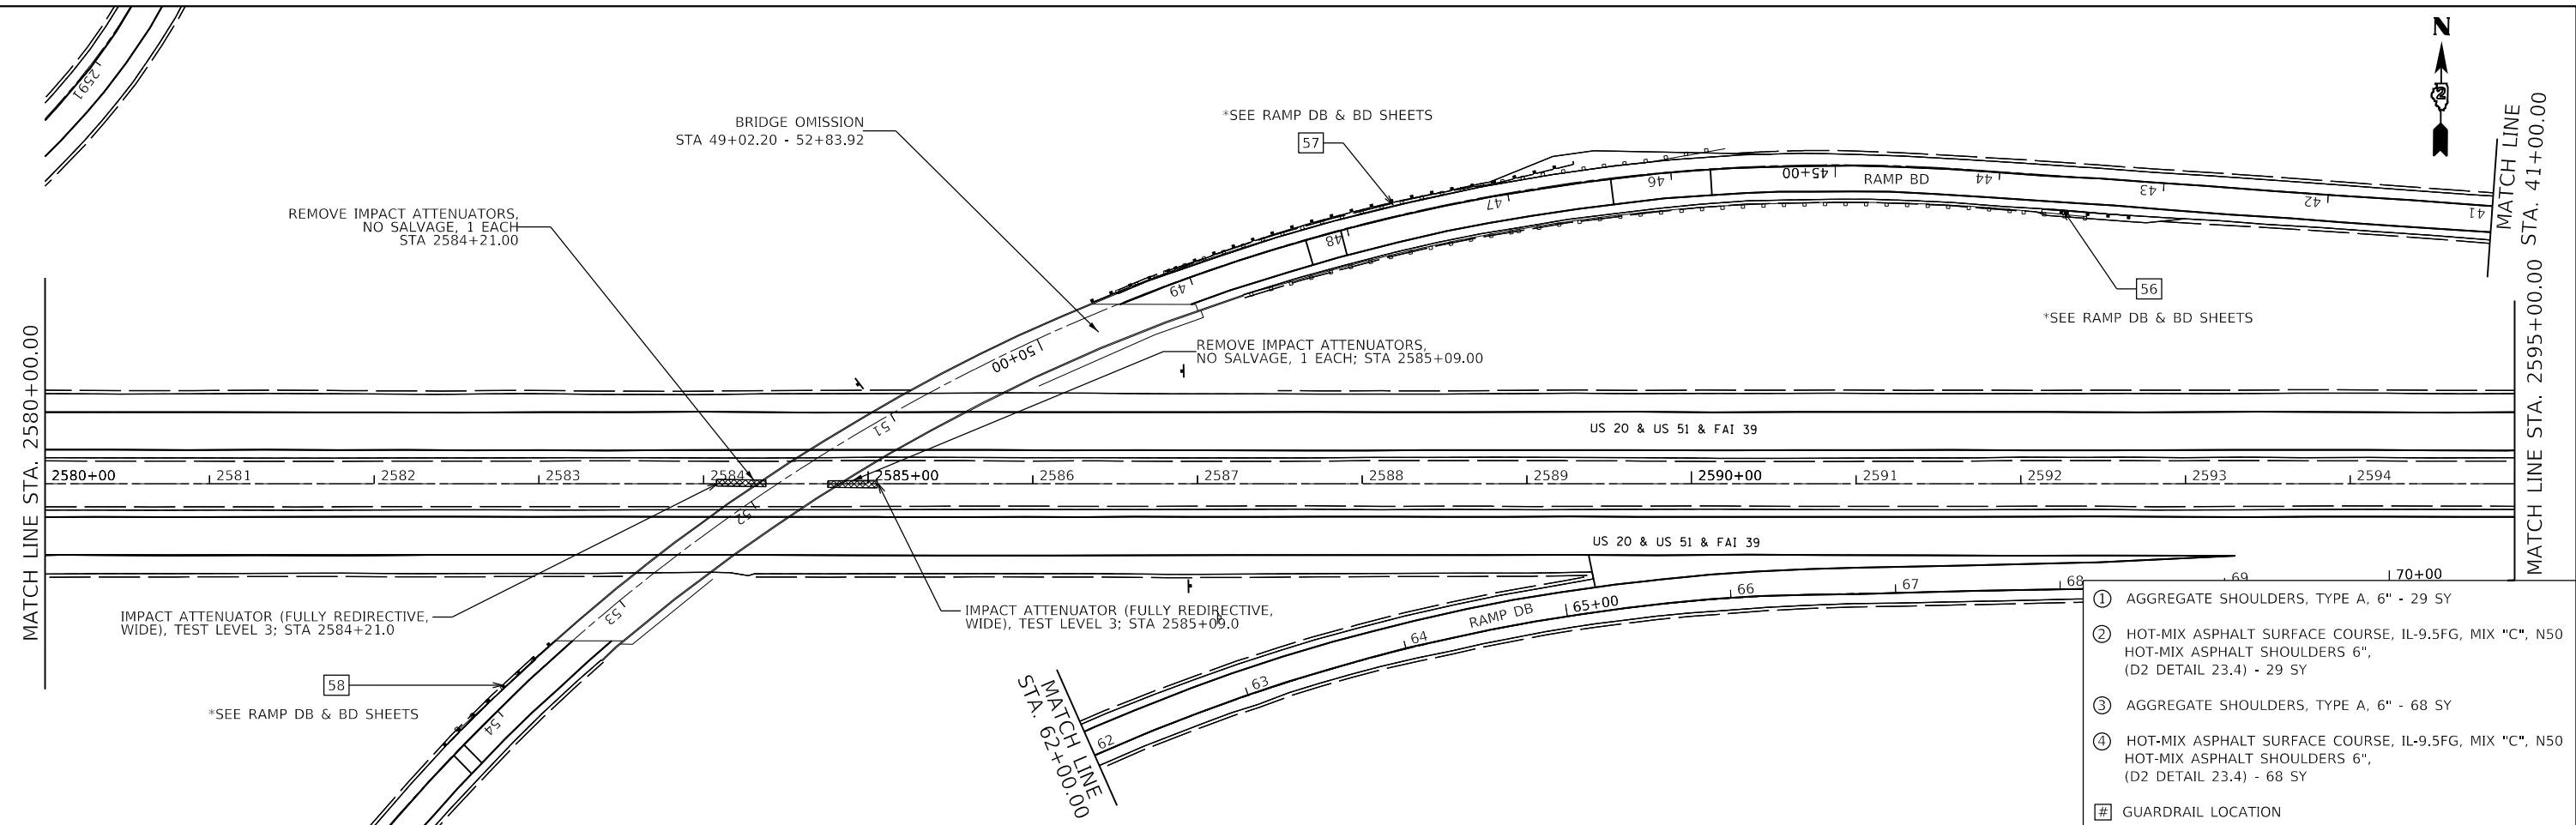 N
2
2591
BRIDGE OMISSION
STA 49+02.20 - 52+83.92
*SEE RAMP DB & BD SHEETS
57
REMOVE IMPACT ATTENUATORS,
NO SALVAGE, 1 EACH
STA 2584+21.00
MATCH LINE
STA. 41+00.00
41
42
43
44
RAMP BD
45+00
46
47
48
49
50+00
51
52
53
54
56
*SEE RAMP DB & BD SHEETS
REMOVE IMPACT ATTENUATORS,
NO SALVAGE, 1 EACH; STA 2585+09.00
MATCH LINE STA. 2580+00.00
MATCH LINE STA. 2595+00.00
US 20 & US 51 & FAI 39
2580+00 2581 2582 2583 2584 2585+00 2586 2587 2588 2589 2590+00 2591 2592 2593 2594
US 20 & US 51 & FAI 39
IMPACT ATTENUATOR (FULLY REDIRECTIVE,
WIDE), TEST LEVEL 3; STA 2584+21.0
IMPACT ATTENUATOR (FULLY REDIRECTIVE,
WIDE), TEST LEVEL 3; STA 2585+09.0
58
*SEE RAMP DB & BD SHEETS
MATCH LINE
STA. 62+00.00
62
63
64
RAMP DB
65+00
66
67
68
69
70+00
1 AGGREGATE SHOULDERS, TYPE A, 6" - 29 SY
2 HOT-MIX ASPHALT SURFACE COURSE, IL-9.5FG, MIX "C", N50
HOT-MIX ASPHALT SHOULDERS 6",
(D2 DETAIL 23.4) - 29 SY
3 AGGREGATE SHOULDERS, TYPE A, 6" - 68 SY
4 HOT-MIX ASPHALT SURFACE COURSE, IL-9.5FG, MIX "C", N50
HOT-MIX ASPHALT SHOULDERS 6",
(D2 DETAIL 23.4) - 68 SY
# GUARDRAIL LOCATION